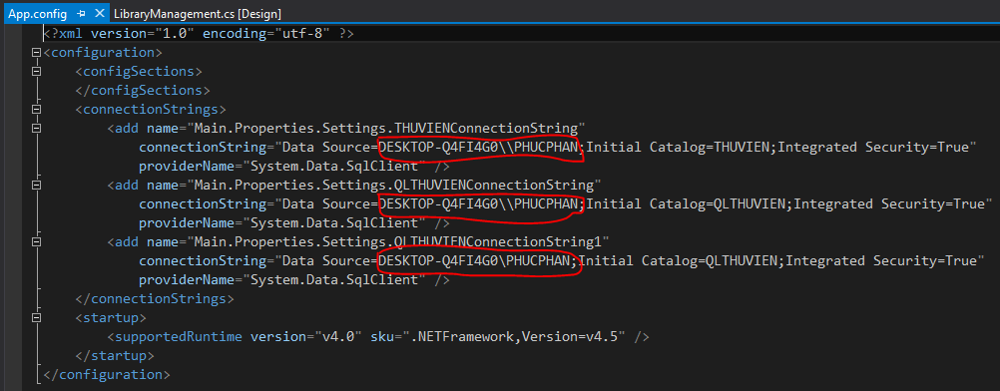 App.config LibraryManagement.cs [Design]
<?xml version="1.0" encoding="utf-8" ?>
<configuration>
<configSections>
</configSections>
<connectionStrings>
<add name="Main.Properties.Settings.THUVIENConnectionString"
connectionString="Data Source=DESKTOP-Q4FI4G0\\PHUCPHAN;Initial Catalog=THUVIEN;Integrated Security=True"
providerName="System.Data.SqlClient" />
<add name="Main.Properties.Settings.QLTHUVIENConnectionString"
connectionString="Data Source=DESKTOP-Q4FI4G0\\PHUCPHAN;Initial Catalog=QLTHUVIEN;Integrated Security=True"
providerName="System.Data.SqlClient" />
<add name="Main.Properties.Settings.QLTHUVIENConnectionString1"
connectionString="Data Source=DESKTOP-Q4FI4G0\PHUCPHAN;Initial Catalog=QLTHUVIEN;Integrated Security=True"
providerName="System.Data.SqlClient" />
</connectionStrings>
<startup>
<supportedRuntime version="v4.0" sku=".NETFramework,Version=v4.5" />
</startup>
</configuration>